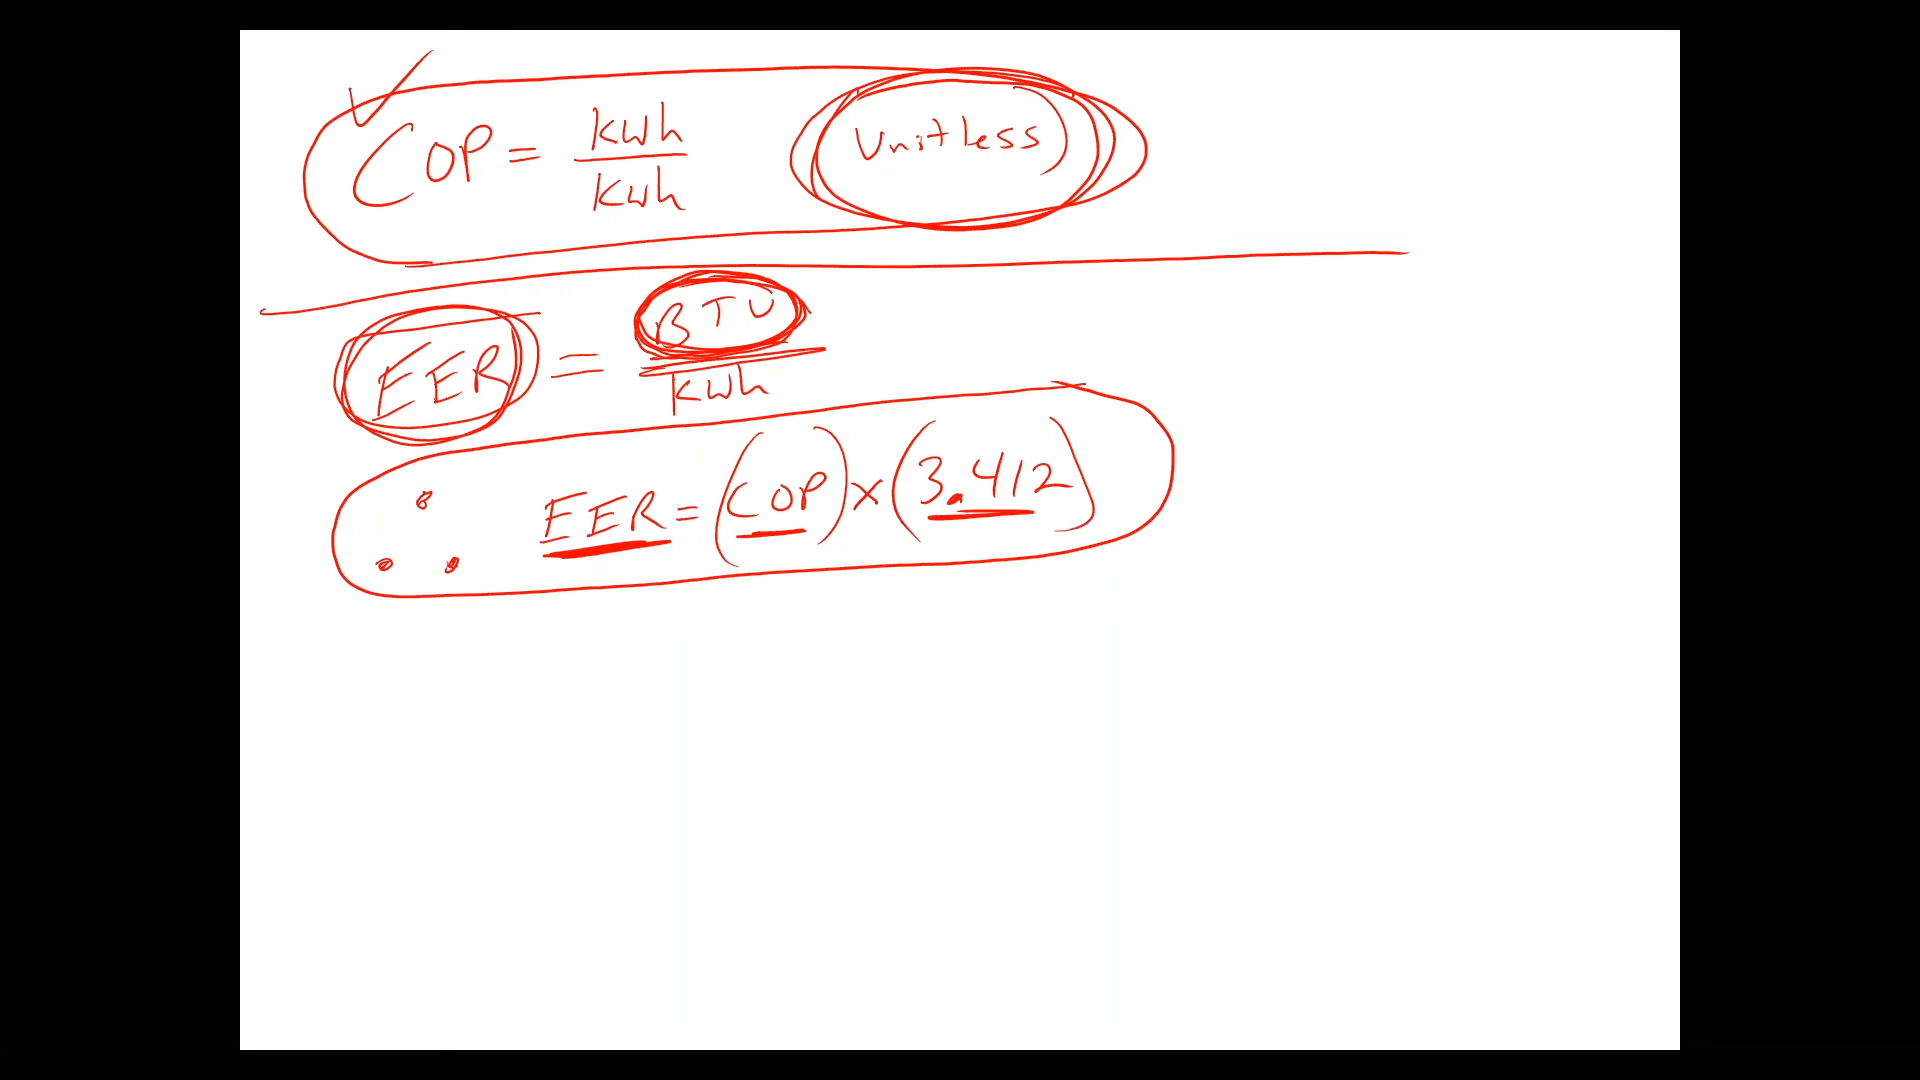 COP = kwh / kwh Unitless
EER = BTU / kwh
∴ EER = (COP) x (3.412)